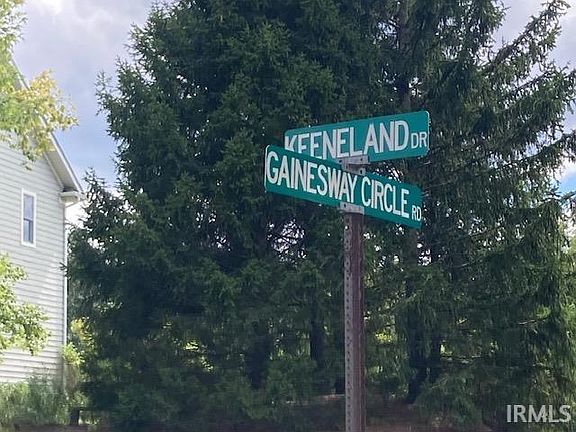 KEENELAND DR
GAINESWAY CIRCLE RD
IRMLS